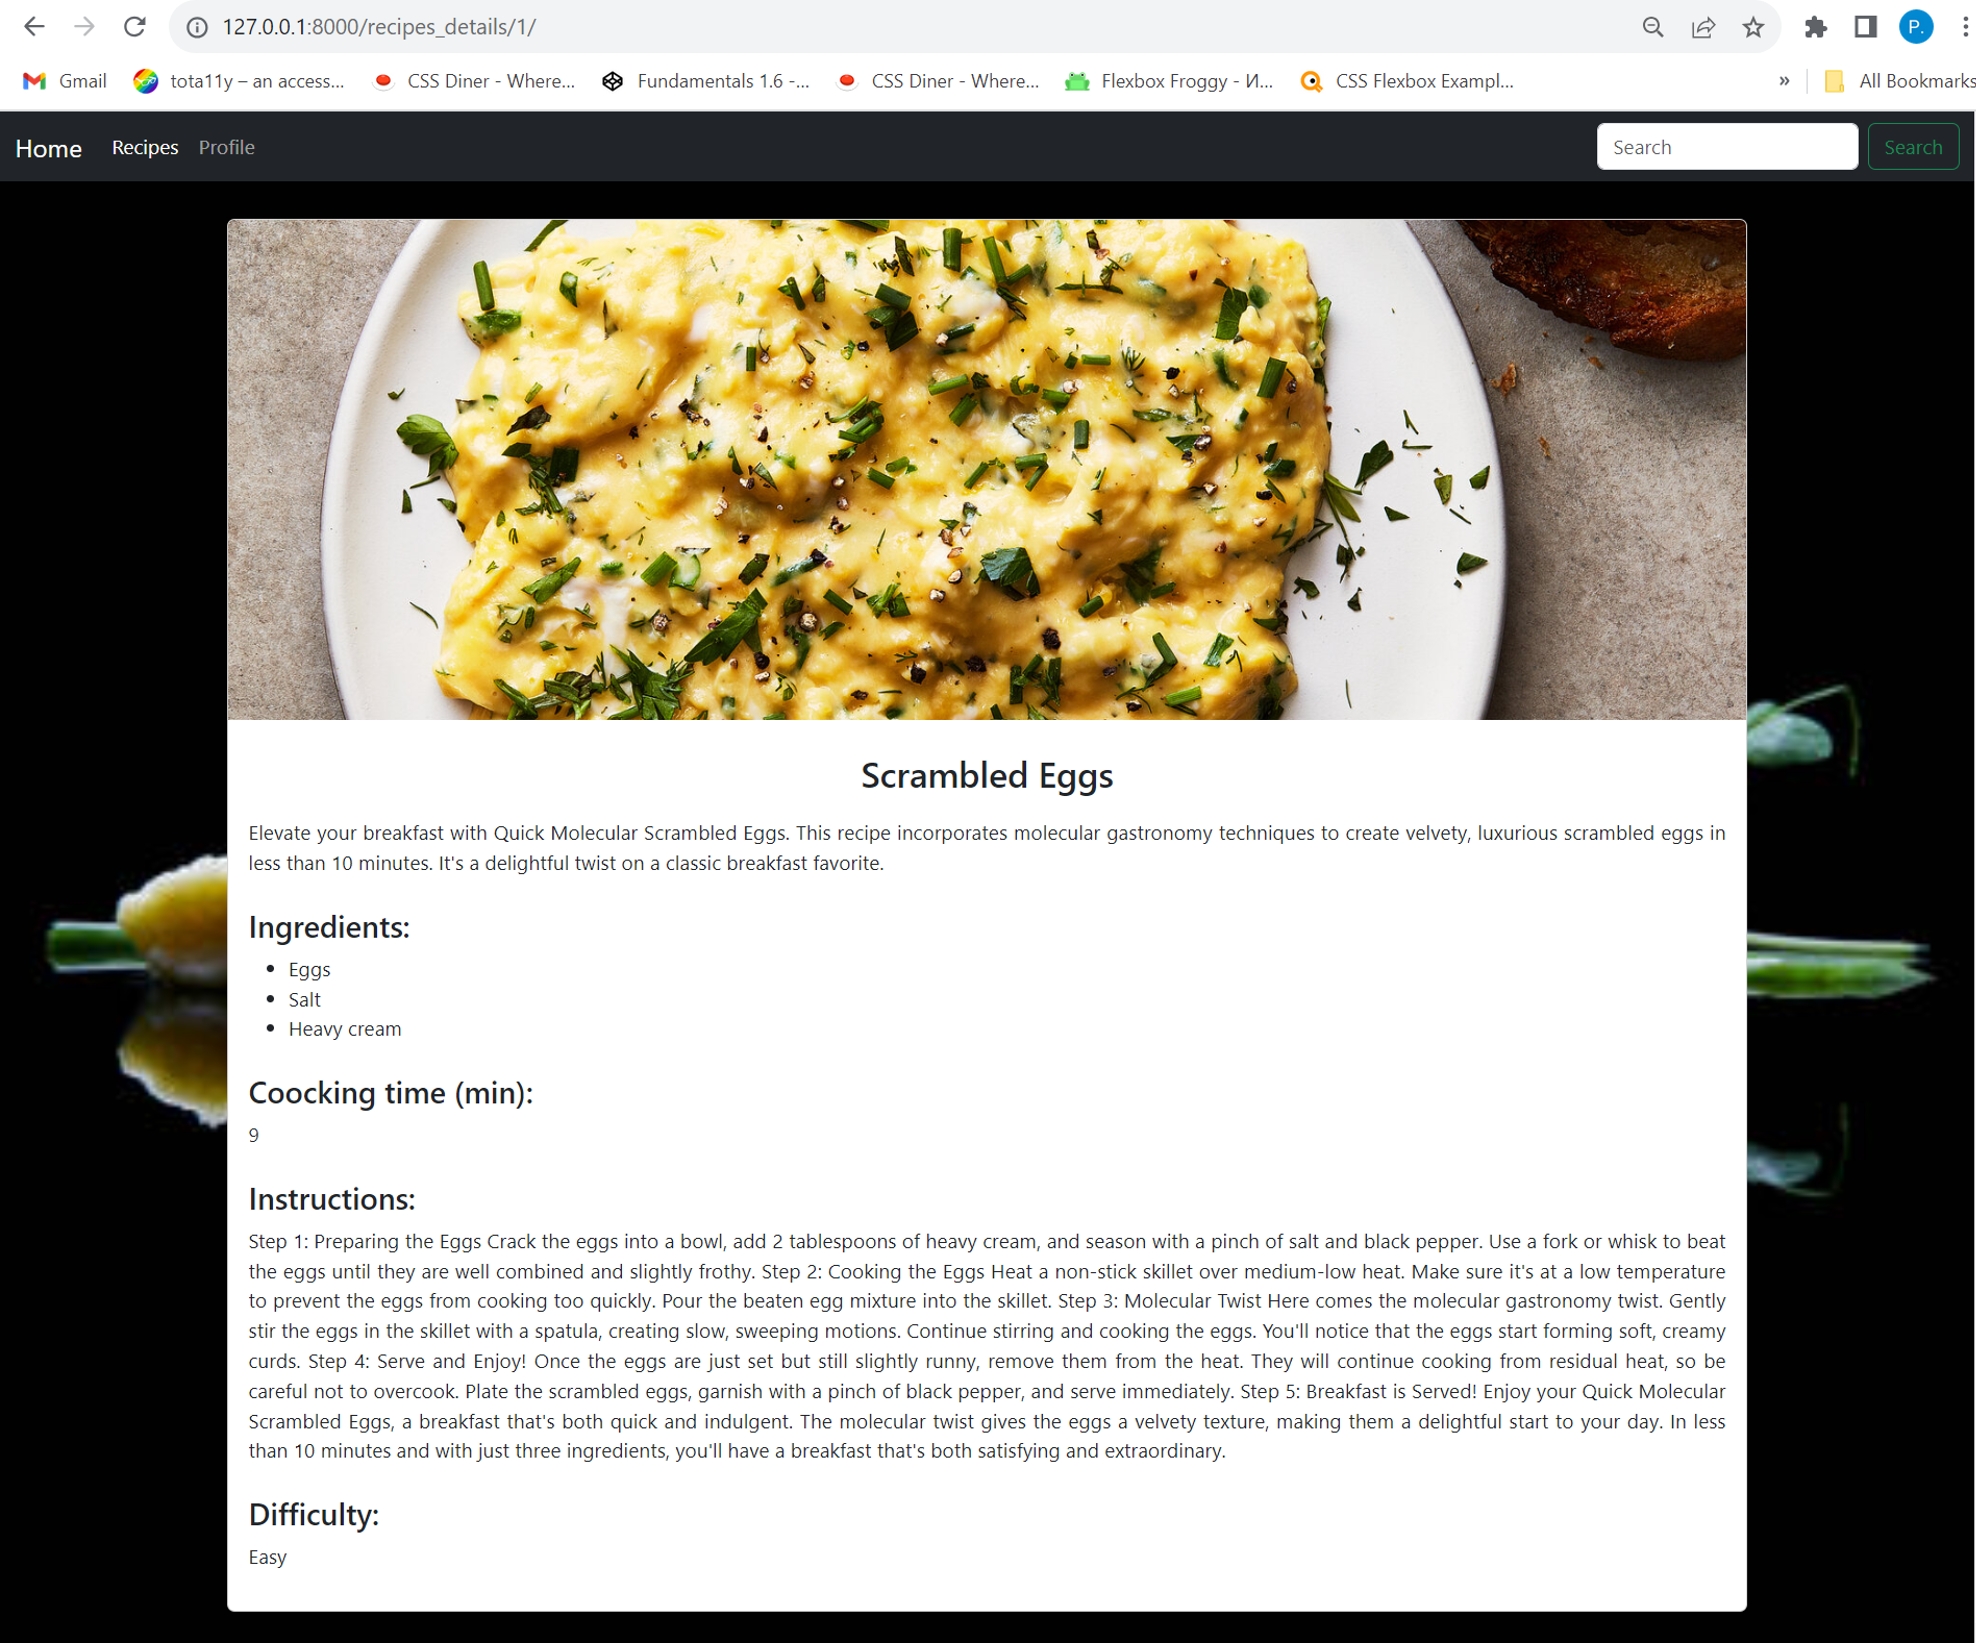 127.0.0.1:8000/recipes_details/1/
P.
Gmail
tota11y – an access...
CSS Diner - Where...
Fundamentals 1.6 -...
CSS Diner - Where...
Flexbox Froggy - И...
CSS Flexbox Exampl...
»
All Bookmarks
Home
Recipes
Profile
Search
Search
Scrambled Eggs
Elevate your breakfast with Quick Molecular Scrambled Eggs. This recipe incorporates molecular gastronomy techniques to create velvety, luxurious scrambled eggs in
less than 10 minutes. It's a delightful twist on a classic breakfast favorite.
Ingredients:
• Eggs
• Salt
• Heavy cream
Coocking time (min):
9
Instructions:
Step 1: Preparing the Eggs Crack the eggs into a bowl, add 2 tablespoons of heavy cream, and season with a pinch of salt and black pepper. Use a fork or whisk to beat
the eggs until they are well combined and slightly frothy. Step 2: Cooking the Eggs Heat a non-stick skillet over medium-low heat. Make sure it's at a low temperature
to prevent the eggs from cooking too quickly. Pour the beaten egg mixture into the skillet. Step 3: Molecular Twist Here comes the molecular gastronomy twist. Gently
stir the eggs in the skillet with a spatula, creating slow, sweeping motions. Continue stirring and cooking the eggs. You'll notice that the eggs start forming soft, creamy
curds. Step 4: Serve and Enjoy! Once the eggs are just set but still slightly runny, remove them from the heat. They will continue cooking from residual heat, so be
careful not to overcook. Plate the scrambled eggs, garnish with a pinch of black pepper, and serve immediately. Step 5: Breakfast is Served! Enjoy your Quick Molecular
Scrambled Eggs, a breakfast that's both quick and indulgent. The molecular twist gives the eggs a velvety texture, making them a delightful start to your day. In less
than 10 minutes and with just three ingredients, you'll have a breakfast that's both satisfying and extraordinary.
Difficulty:
Easy